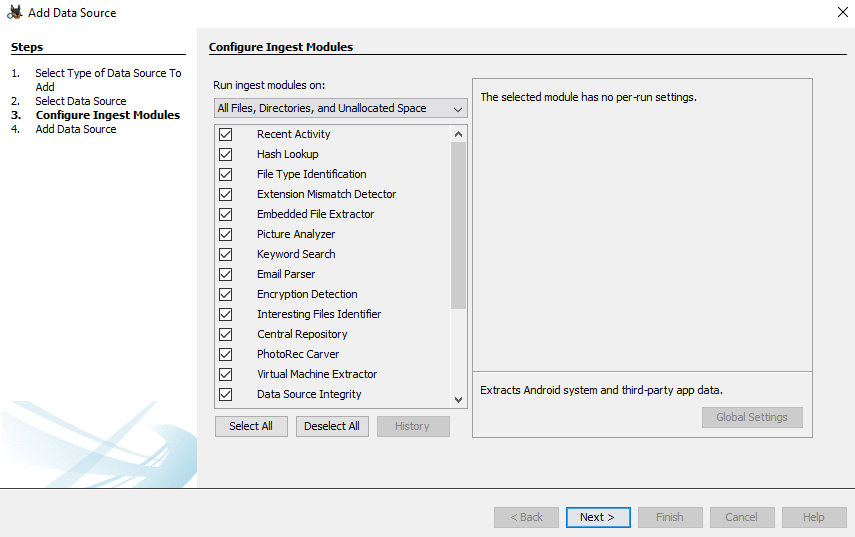 Add Data Source
Steps
1. Select Type of Data Source To
Add
2. Select Data Source
3. Configure Ingest Modules
4. Add Data Source
Configure Ingest Modules
Run ingest modules on:
All Files, Directories, and Unallocated Space
Recent Activity
Hash Lookup
File Type Identification
Extension Mismatch Detector
Embedded File Extractor
Picture Analyzer
Keyword Search
Email Parser
Encryption Detection
Interesting Files Identifier
Central Repository
PhotoRec Carver
Virtual Machine Extractor
Data Source Integrity
Select All
Deselect All
History
The selected module has no per-run settings.
Extracts Android system and third-party app data.
Global Settings
< Back
Next >
Finish
Cancel
Help